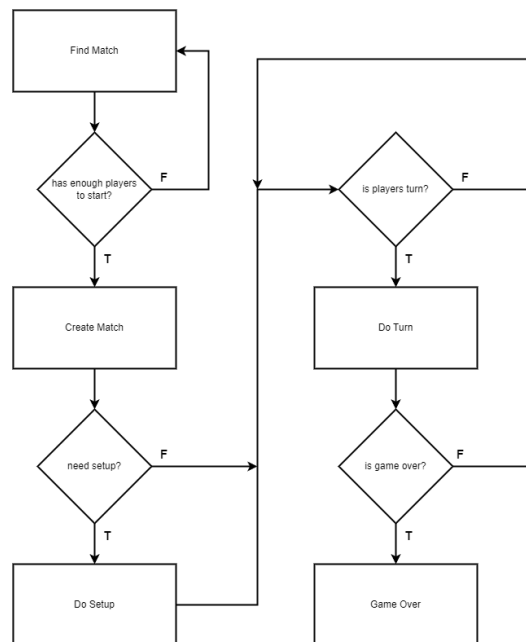 Find Match
has enough players
to start?
F
T
Create Match
need setup?
F
T
Do Setup
is players turn?
F
T
Do Turn
is game over?
F
T
Game Over